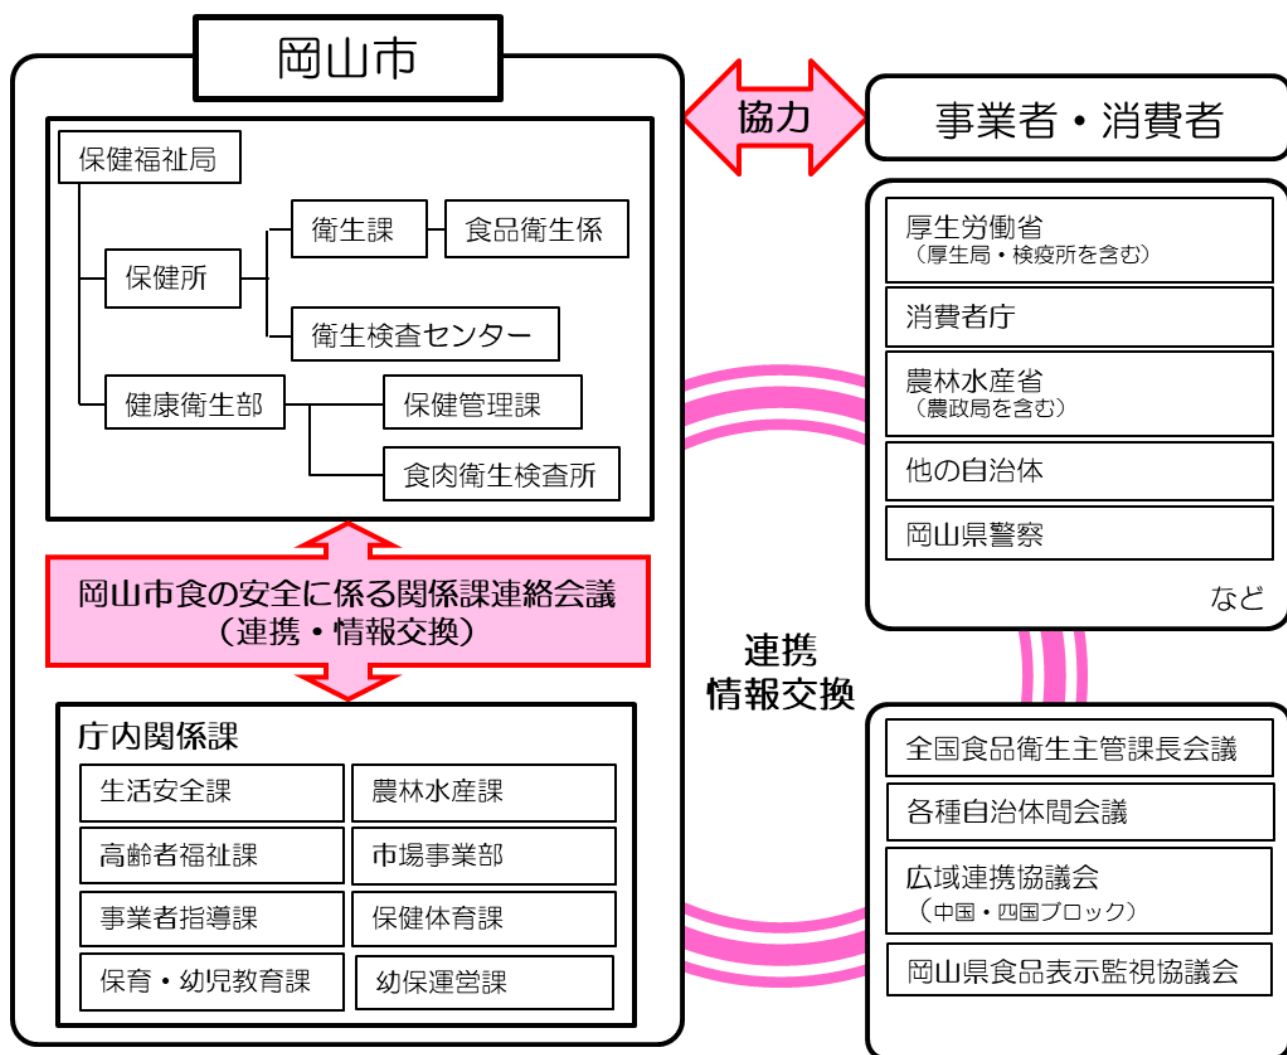 岡山市
保健福祉局
保健所
衛生課
食品衛生係
衛生検査センター
健康衛生部
保健管理課
食肉衛生検査所
岡山市食の安全に係る関係課連絡会議
（連携・情報交換）
庁内関係課
生活安全課
農林水産課
高齢者福祉課
市場事業部
事業者指導課
保健体育課
保育・幼児教育課
幼保運営課
協力
事業者・消費者
厚生労働省
（厚生局・検疫所を含む）
消費者庁
農林水産省
（農政局を含む）
他の自治体
岡山県警察
など
連携
情報交換
全国食品衛生主管課長会議
各種自治体間会議
広域連携協議会
（中国・四国ブロック）
岡山県食品表示監視協議会